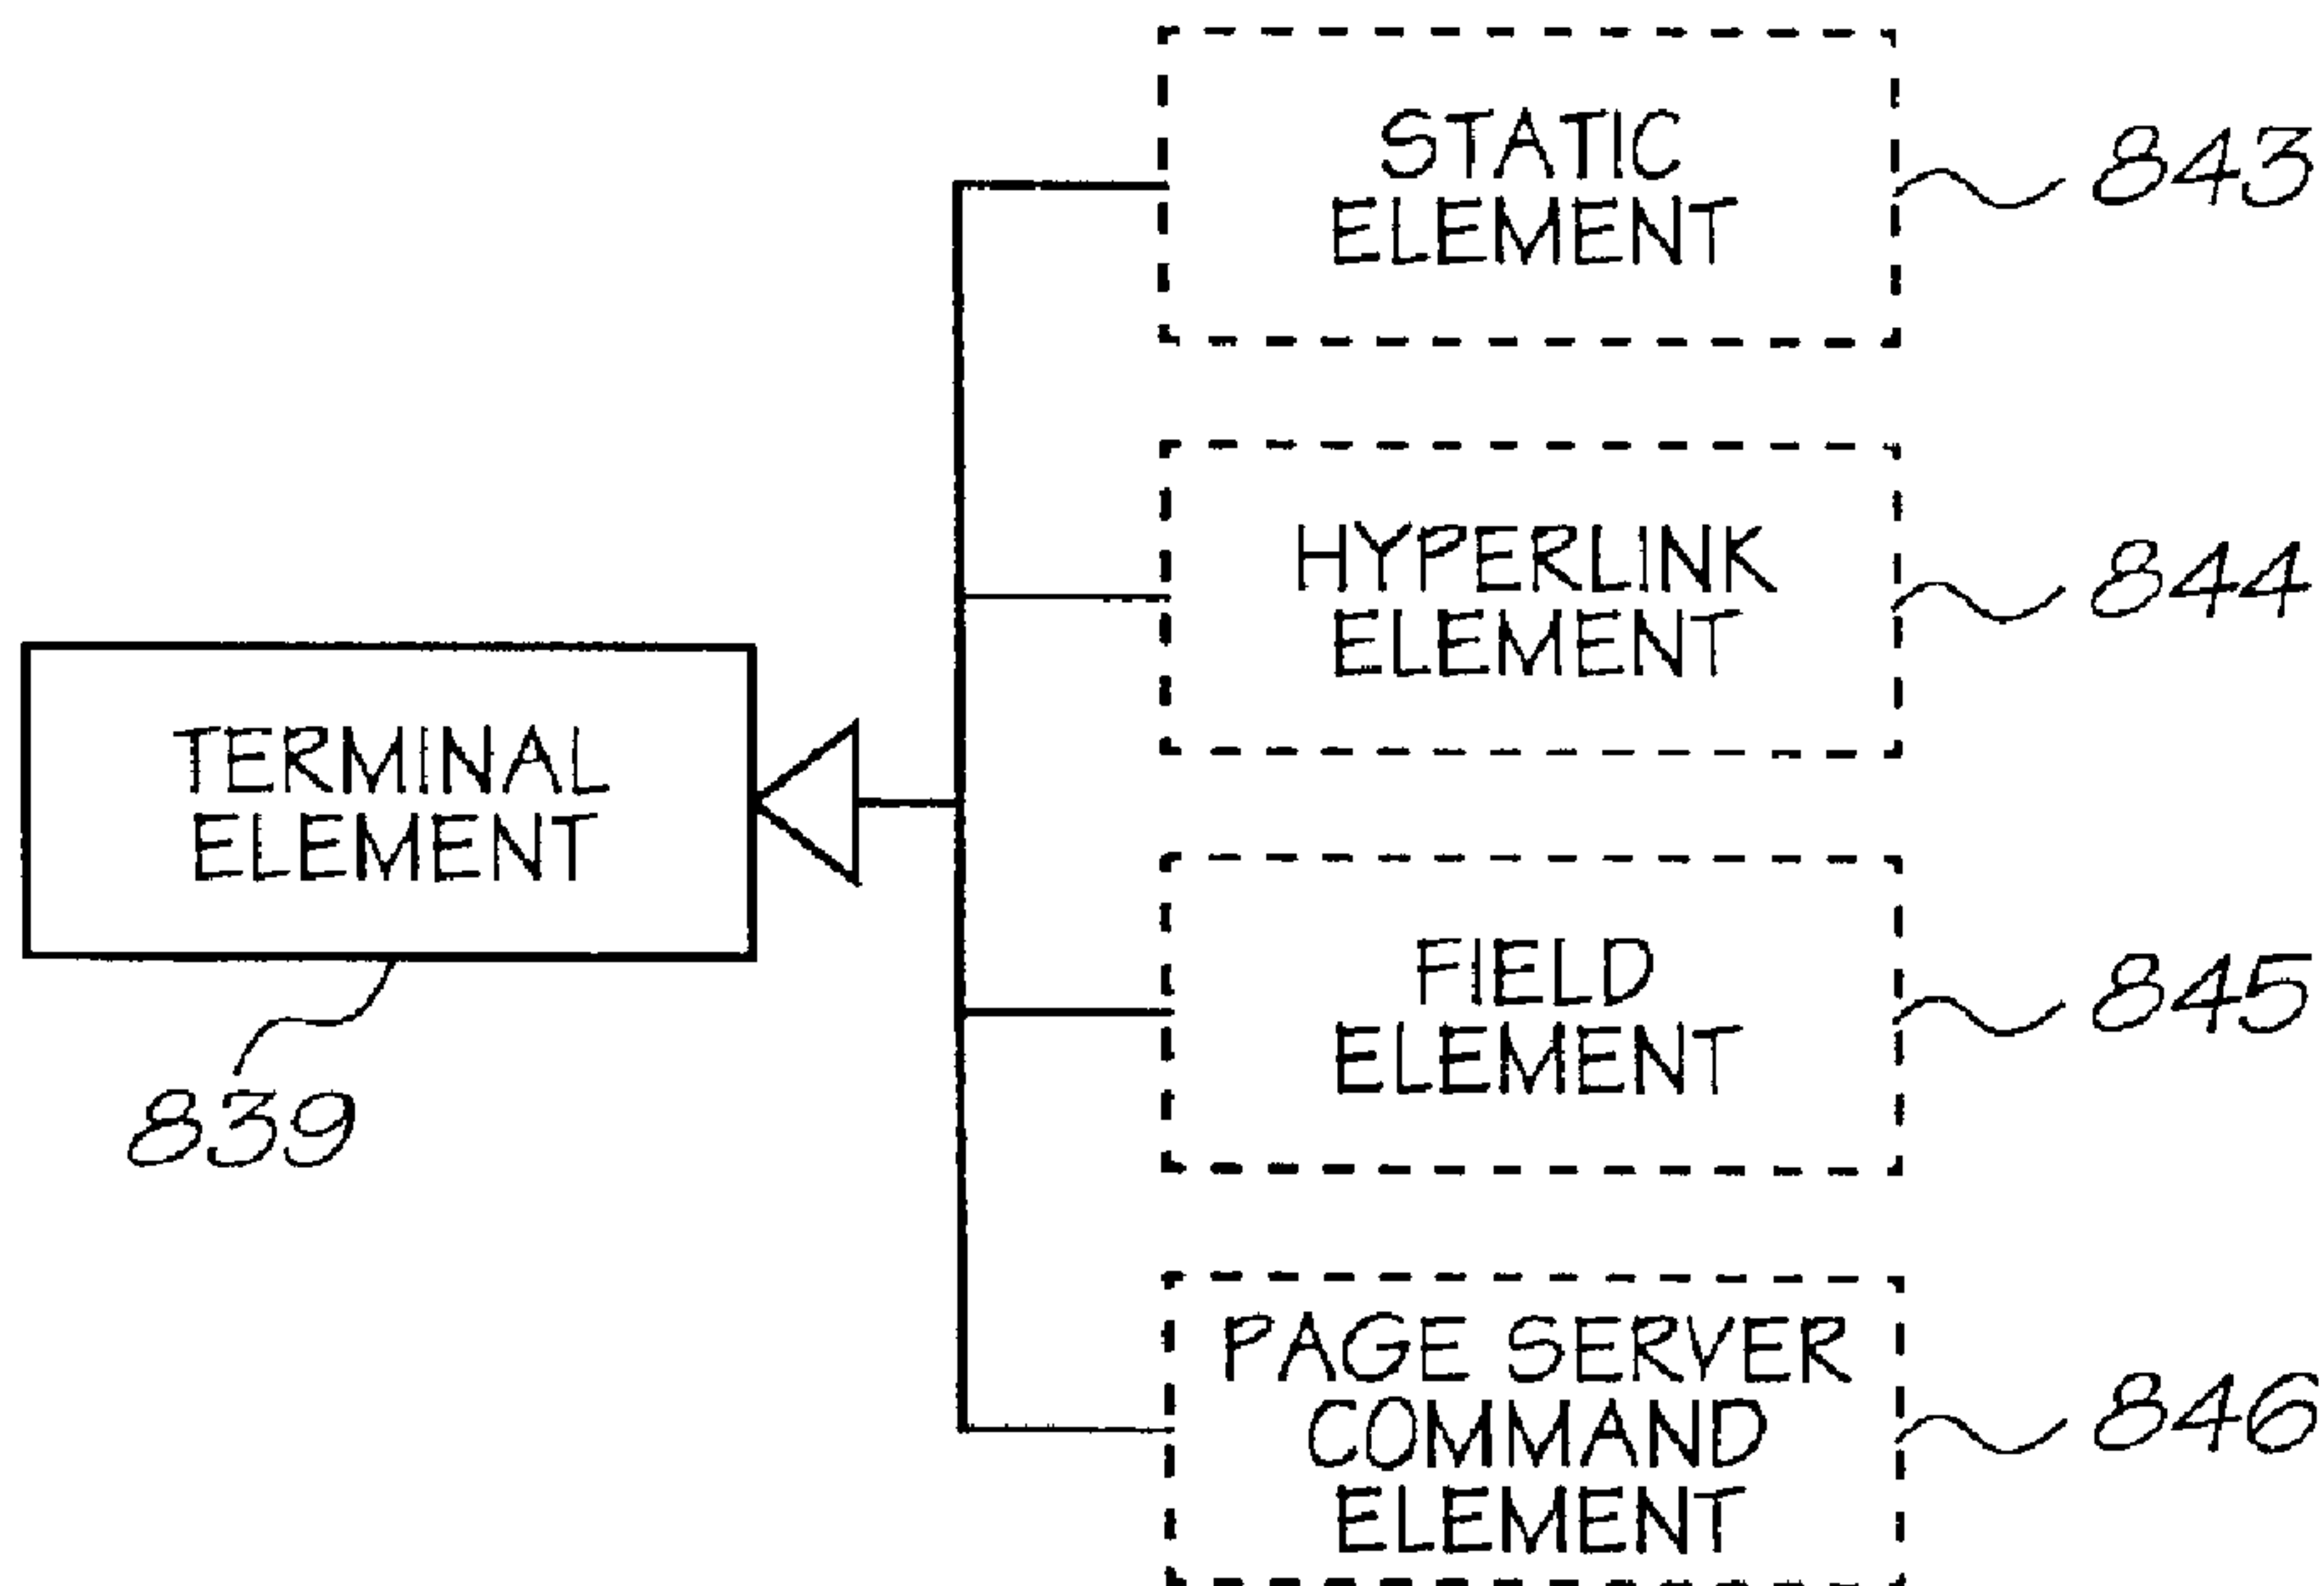 STATIC
ELEMENT
843
HYPERLINK
ELEMENT
844
TERMINAL
ELEMENT
839
FIELD
ELEMENT
845
PAGE SERVER
COMMAND
ELEMENT
846